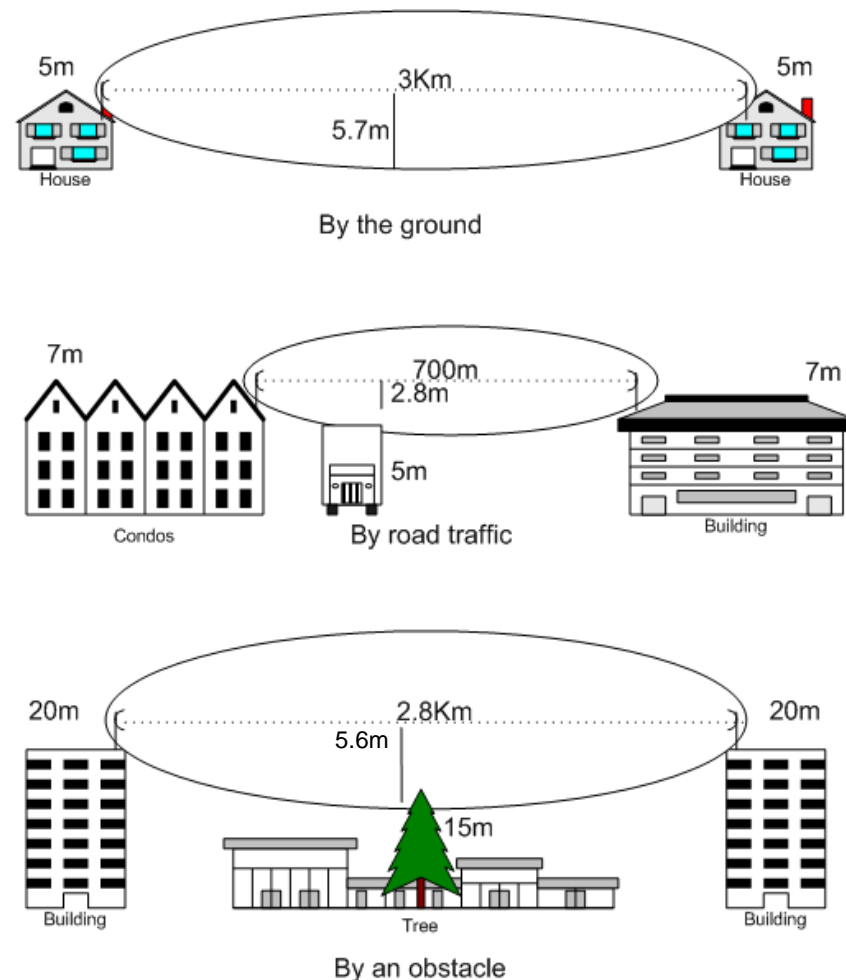 5m
5m
3Km
5.7m
House
House
By the ground
7m
700m
7m
2.8m
5m
Condos
By road traffic
Building
20m
2.8Km
20m
5.6m
15m
Building
Tree
Building
By an obstacle